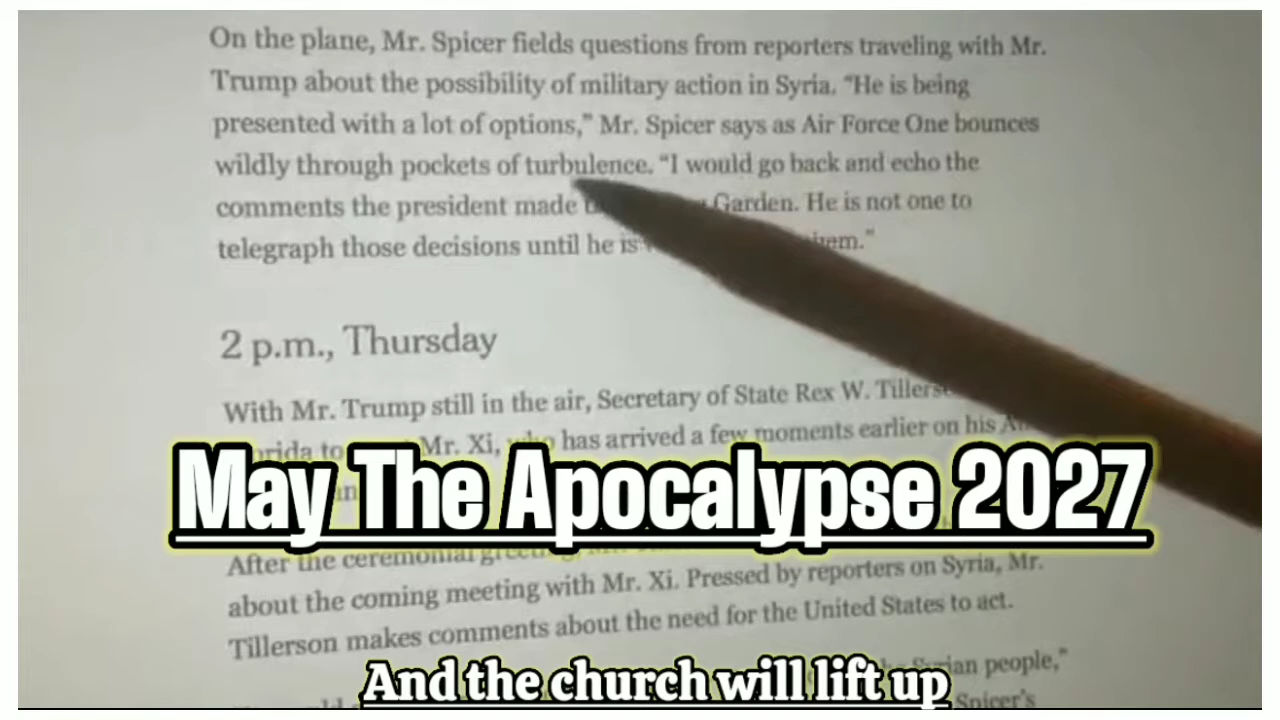 On the plane, Mr. Spicer fields questions from reporters traveling with Mr.
Trump about the possibility of military action in Syria. “He is being
presented with a lot of options,” Mr. Spicer says as Air Force One bounces
wildly through pockets of turbulence. “I would go back and echo the
comments the president made Garden. He is not one to
telegraph those decisions until he is
2 p.m., Thursday
With Mr. Trump still in the air, Secretary of State Rex W.
to Mr. Xi, has arrived a few moments earlier on his
May The Apocalypse 2027
After the ceremonial
about the coming meeting with Mr. Xi. Pressed by reporters on Syria, Mr.
Tillerson makes comments about the need for the United States to act.
people,”
And the church will lift up
Spicer’s